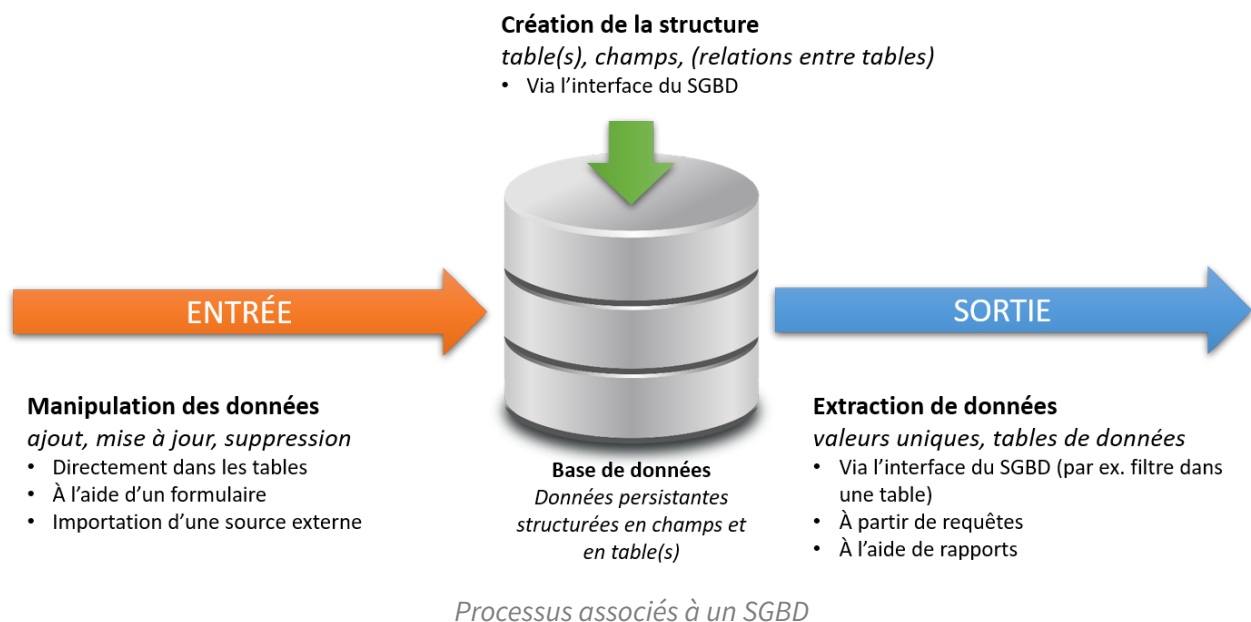 Création de la structure
table(s), champs, (relations entre tables)
• Via l’interface du SGBD
ENTRÉE
SORTIE
Manipulation des données
ajout, mise à jour, suppression
• Directement dans les tables
• À l’aide d’un formulaire
• Importation d’une source externe
Base de données
Données persistantes
structurées en champs et
en table(s)
Extraction de données
valeurs uniques, tables de données
• Via l’interface du SGBD (par ex. filtre dans
une table)
• À partir de requêtes
• À l’aide de rapports
Processus associés à un SGBD